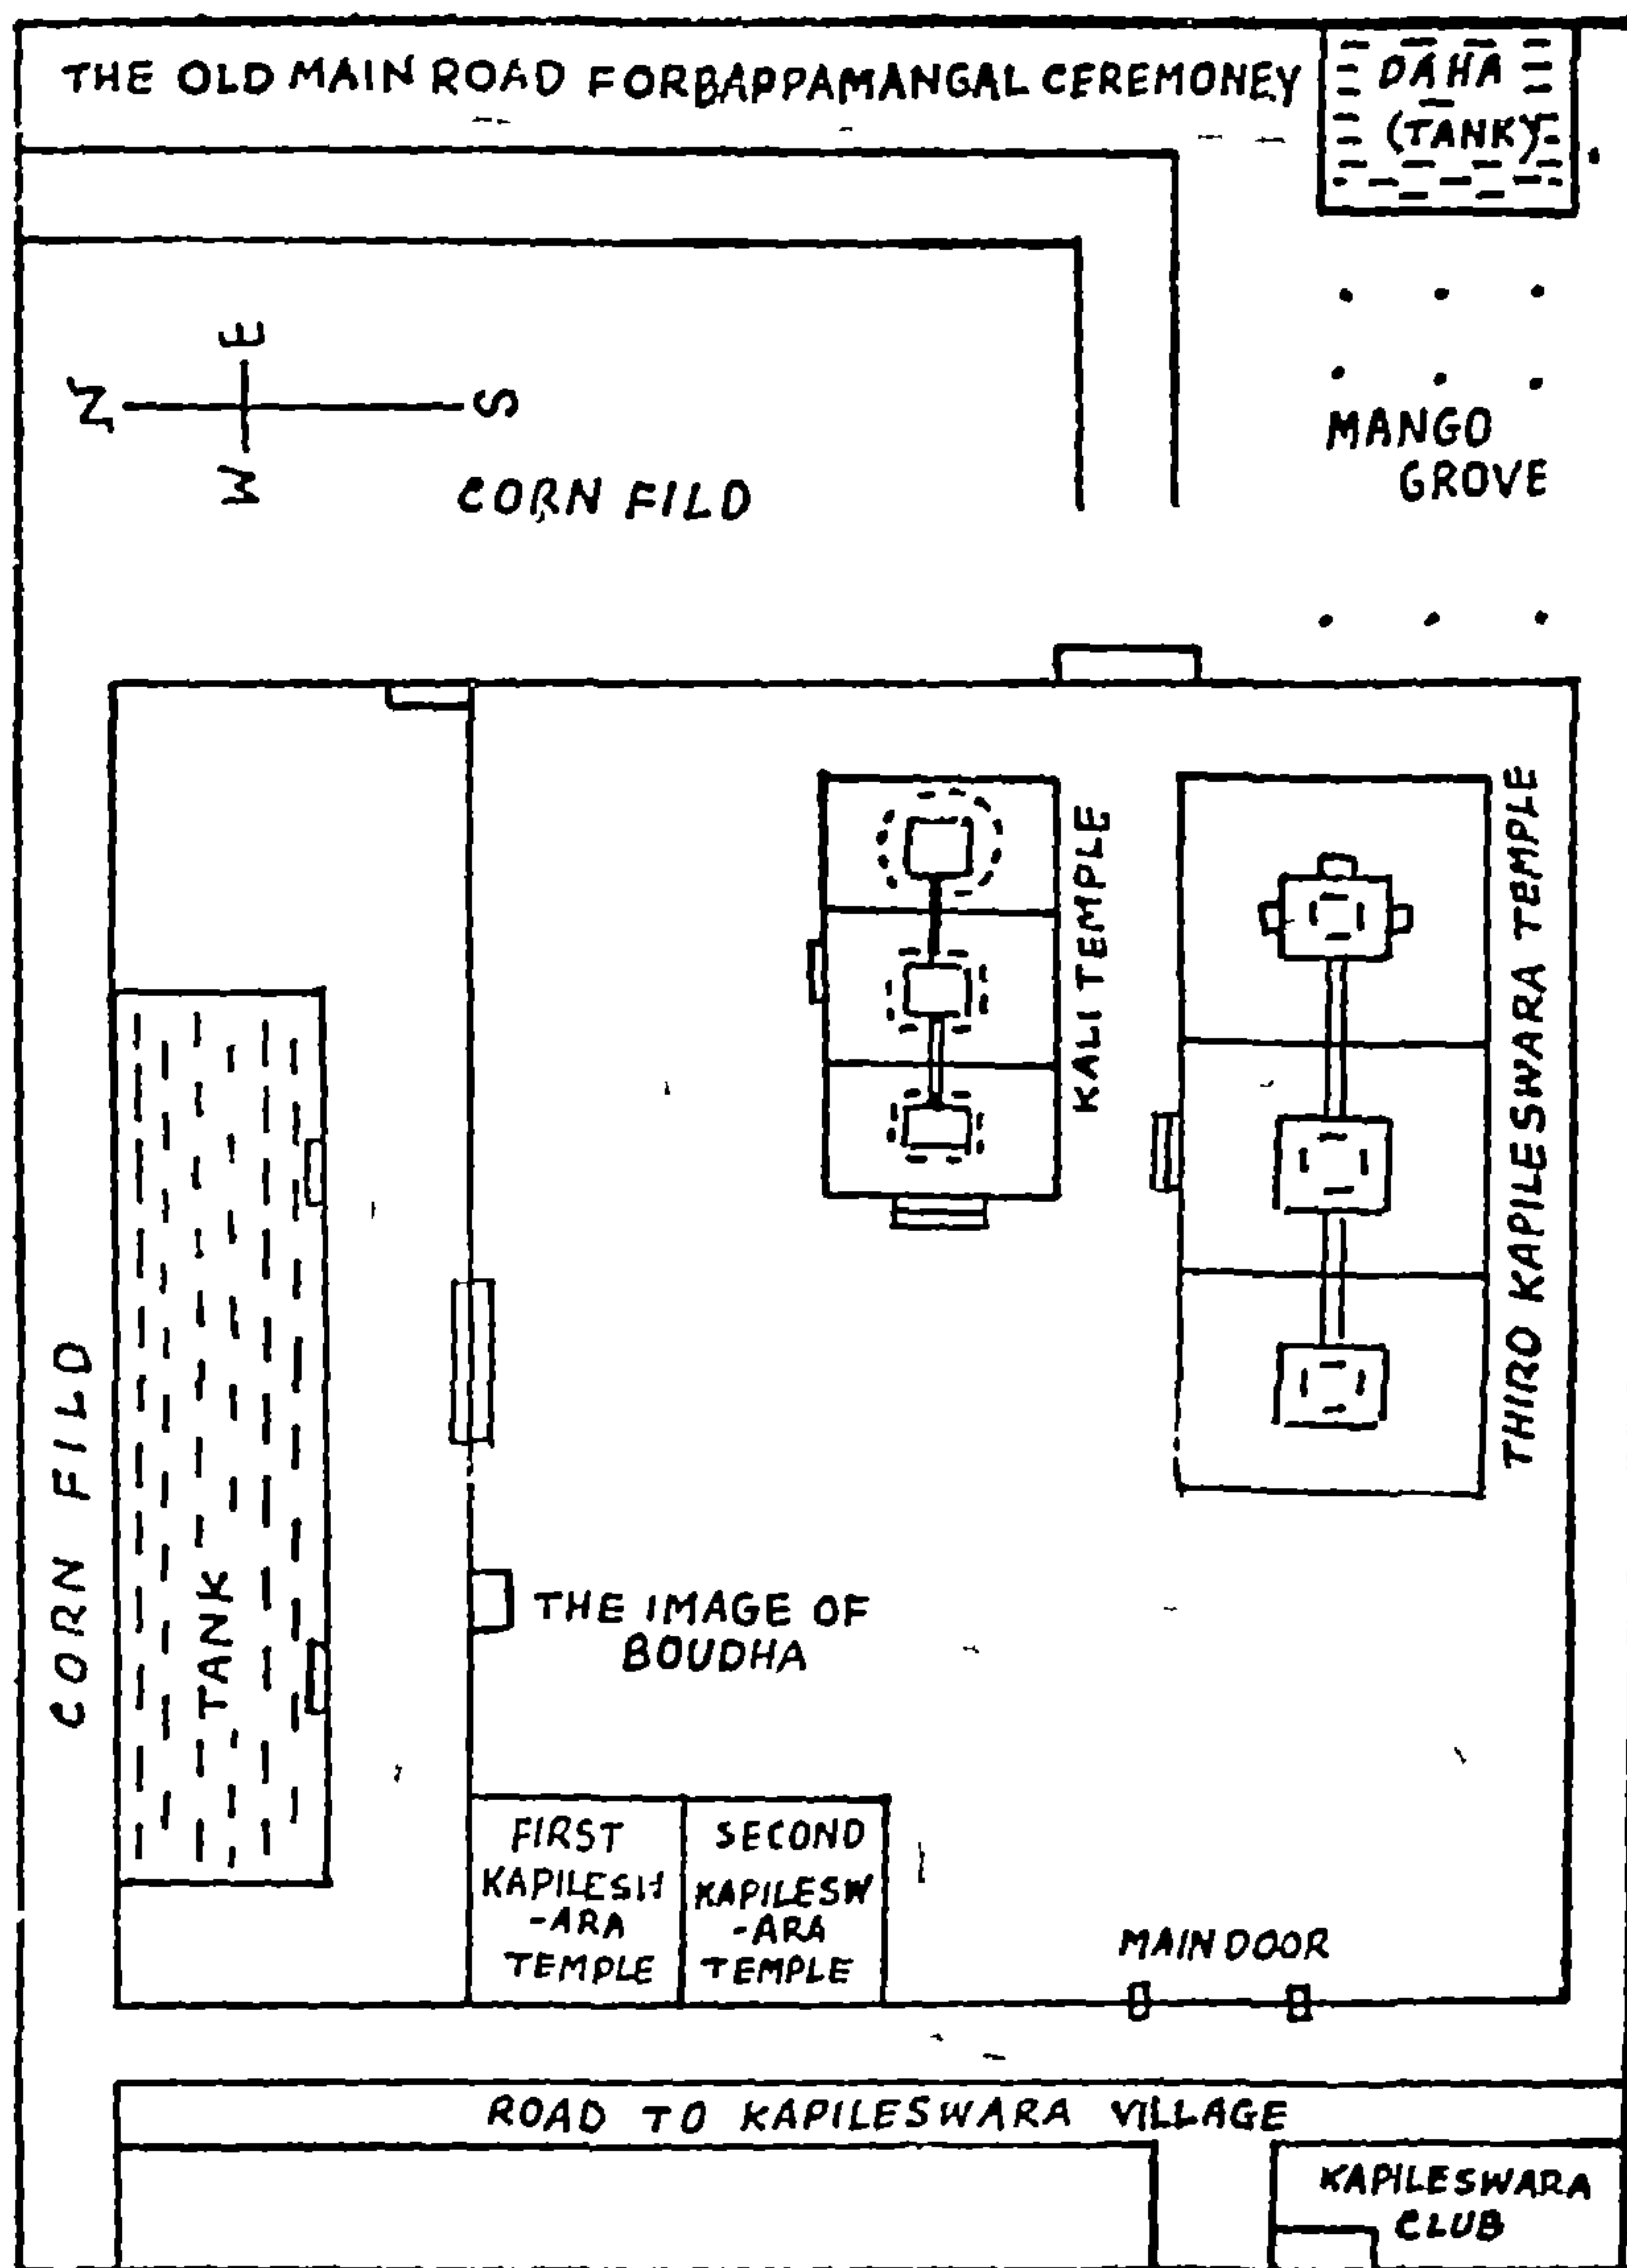 THE OLD MAIN ROAD FORBAPPAMANGAL CEREMONEY
DAHA
(TANK)
E
N
S
W
CORN FILD
MANGO
GROVE
KALI TEMPLE
THIRO KAPILESWARA TEMPLE
CORN FILD
TANK
THE IMAGE OF
BOUDHA
FIRST
KAPILESH
-ARA
TEMPLE
SECOND
KAPILESW
-ARA
TEMPLE
MAIN DOOR
ROAD TO KAPILESWARA VILLAGE
KAPILESWARA
CLUB